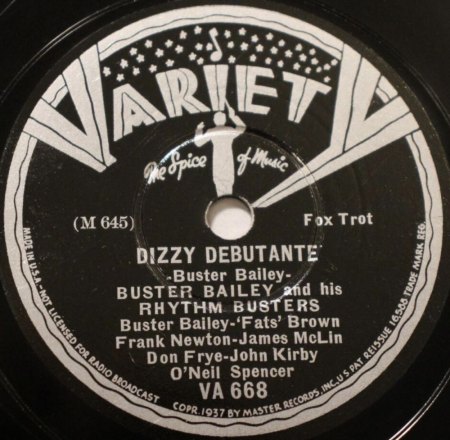 VARIETY
The Spice of Music
(M 645) Fox Trot
DIZZY DEBUTANTE
-Buster Bailey-
BUSTER BAILEY and his
RHYTHM BUSTERS
Buster Bailey-'Fats' Brown
Frank Newton-James McLin
Don Frye-John Kirby
O'Neil Spencer
VA 668
MADE IN U.S.A. NOT LICENSED FOR RADIO BROADCAST COPR. 1937 BY MASTER RECORDS, INC. U.S. PAT. REISSUE 16,588 TRADE MARK REG.